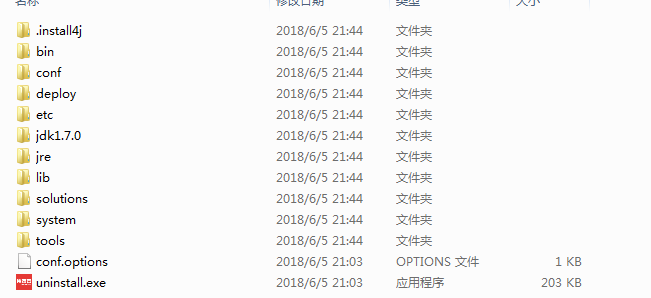 名称 修改日期 类型 大小
.install4j 2018/6/5 21:44 文件夹
bin 2018/6/5 21:44 文件夹
conf 2018/6/5 21:44 文件夹
deploy 2018/6/5 21:44 文件夹
etc 2018/6/5 21:44 文件夹
jdk1.7.0 2018/6/5 21:44 文件夹
jre 2018/6/5 21:44 文件夹
lib 2018/6/5 21:44 文件夹
solutions 2018/6/5 21:44 文件夹
system 2018/6/5 21:44 文件夹
tools 2018/6/5 21:44 文件夹
conf.options 2018/6/5 21:03 OPTIONS 文件 1 KB
uninstall.exe 2018/6/5 21:03 应用程序 203 KB